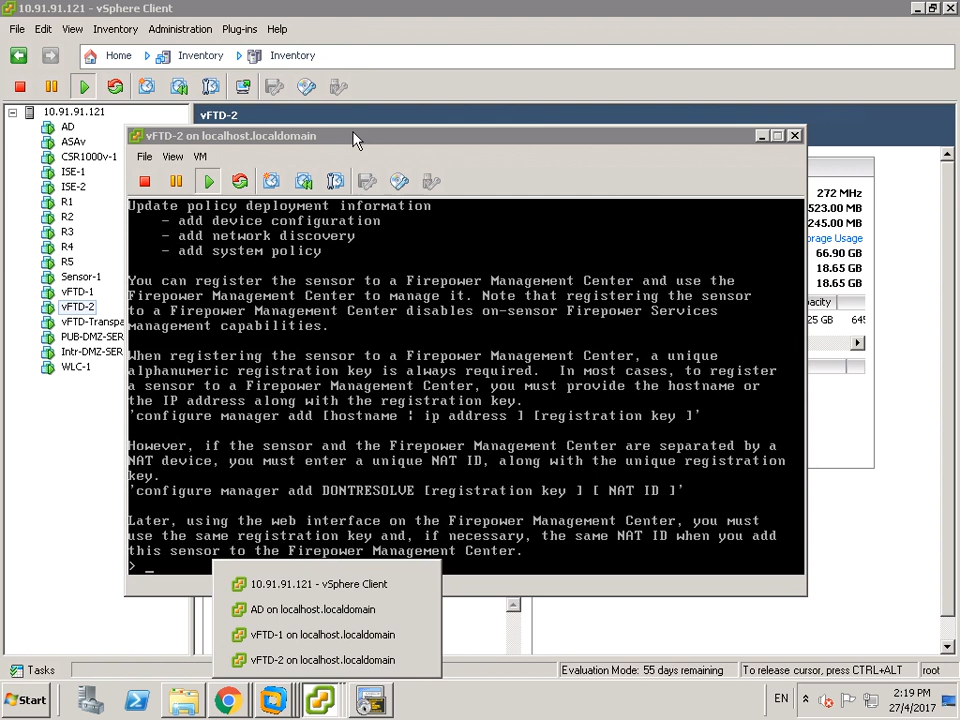 10.91.91.121 - vSphere Client
File Edit View Inventory Administration Plug-ins Help
Home Inventory Inventory
10.91.91.121
AD
ASAv
CSR1000v-1
ISE-1
ISE-2
R1
R2
R3
R4
R5
Sensor-1
vFTD-1
vFTD-2
vFTD-Transpa
PUB-DMZ-SER
Intr-DMZ-SER
WLC-1
vFTD-2
vFTD-2 on localhost.localdomain
File View VM
Update policy deployment information
- add device configuration
- add network discovery
- add system policy
You can register the sensor to a Firepower Management Center and use the
Firepower Management Center to manage it. Note that registering the sensor
to a Firepower Management Center disables on-sensor Firepower Services
management capabilities.
When registering the sensor to a Firepower Management Center, a unique
alphanumeric registration key is always required. In most cases, to register
a sensor to a Firepower Management Center, you must provide the hostname or
the IP address along with the registration key.
'configure manager add [hostname | ip address ] [registration key ]'
However, if the sensor and the Firepower Management Center are separated by a
NAT device, you must enter a unique NAT ID, along with the unique registration
key.
'configure manager add DONTRESOLVE [registration key ] [ NAT ID ]'
Later, using the web interface on the Firepower Management Center, you must
use the same registration key and, if necessary, the same NAT ID when you add
this sensor to the Firepower Management Center.
> _
272 MHz
523.00 MB
245.00 MB
orage Usage
66.90 GB
18.65 GB
18.65 GB
apacity
25 GB 645
10.91.91.121 - vSphere Client
AD on localhost.localdomain
vFTD-1 on localhost.localdomain
vFTD-2 on localhost.localdomain
Tasks
Evaluation Mode: 55 days remaining To release cursor, press CTRL+ALT root
Start
EN
2:19 PM
27/4/2017